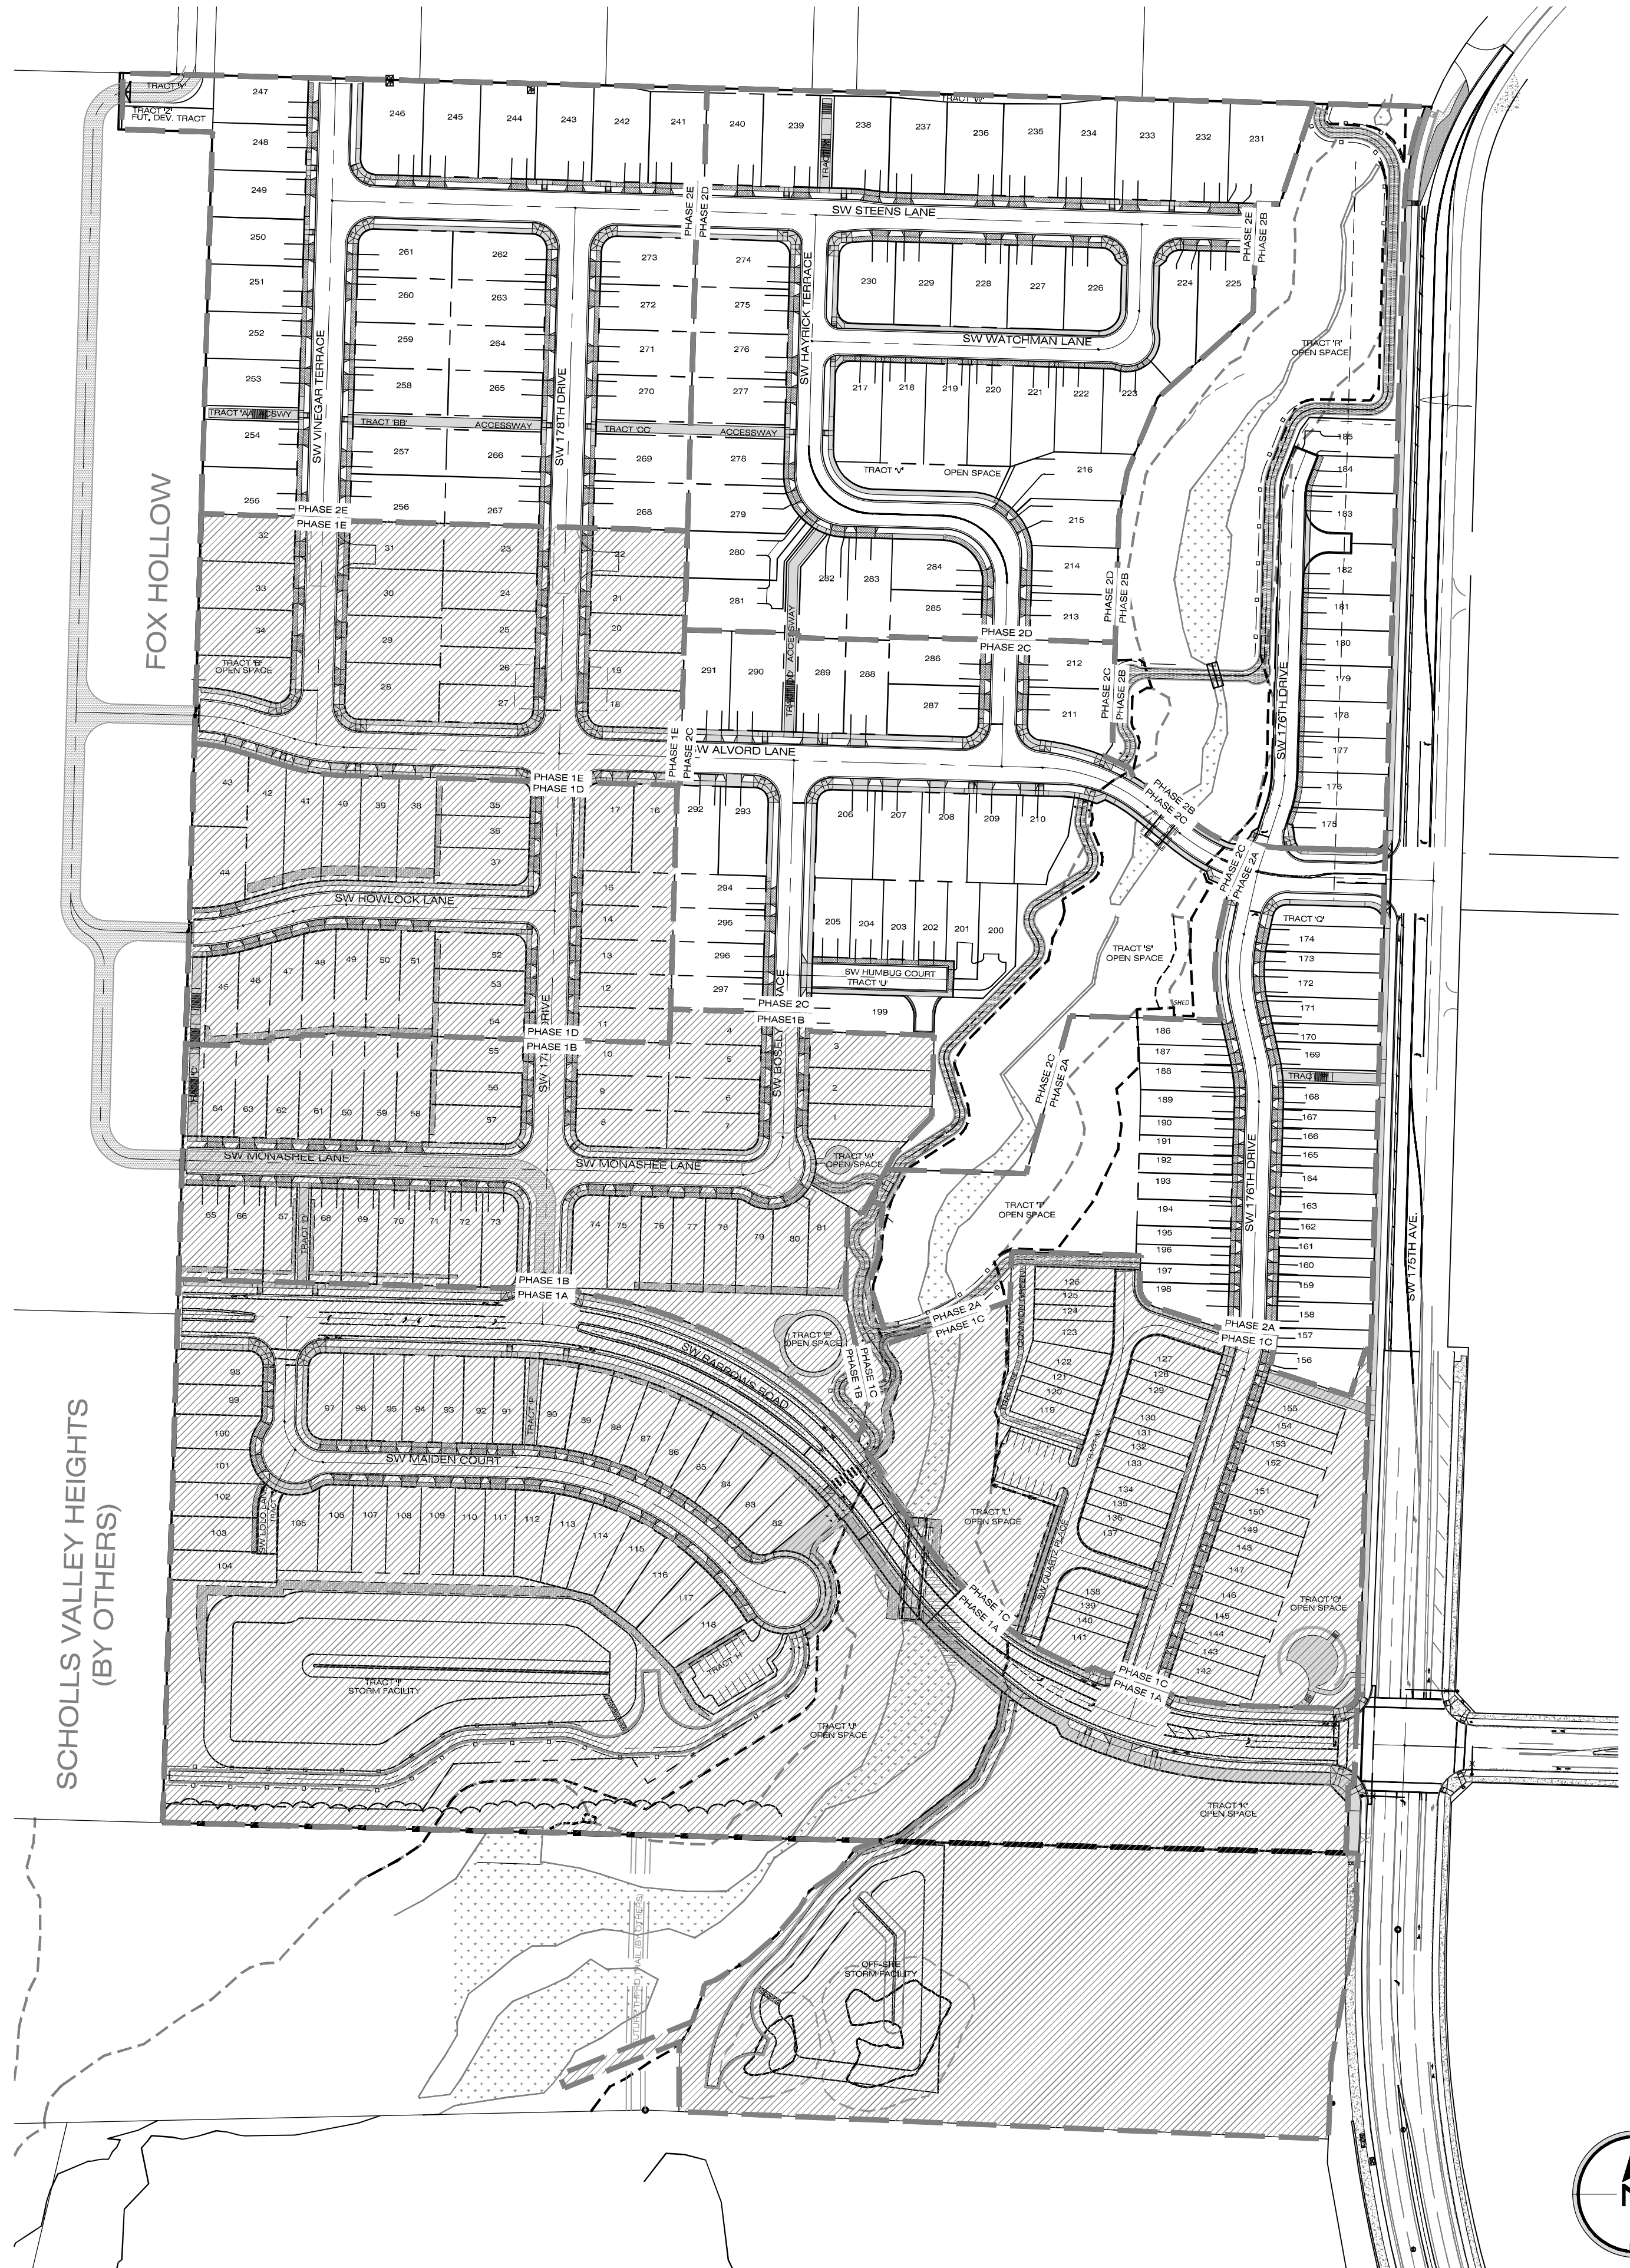 TRACT 'Y'
TRACT 'Z'
FUT. DEV. TRACT
247
248
249
250
251
252
253
TRACT 'AA' ACSWY
254
255
246
245
244
243
242
241
240
239
238
237
236
235
234
233
232
231
TRACT 'W'
SW STEENS LANE
PHASE 2E
PHASE 2D
PHASE 2E
PHASE 2B
SW VINEGAR TERRACE
261
262
260
263
259
264
258
265
TRACT 'BB'
ACCESSWAY
257
266
256
267
SW 178TH DRIVE
273
274
272
275
271
276
270
277
TRACT 'CC'
ACCESSWAY
269
278
268
279
SW HAYRICK TERRACE
230
229
228
227
226
224
225
SW WATCHMAN LANE
217
218
219
220
221
222
223
TRACT 'V'
OPEN SPACE
216
215
214
213
TRACT 'R'
OPEN SPACE
185
184
183
182
181
180
179
178
177
176
175
SW 176TH DRIVE
FOX HOLLOW
PHASE 2E
PHASE 1E
280
281
282
283
284
285
ACCESSWAY
PHASE 2D
PHASE 2B
PHASE 2D
PHASE 2C
32
33
34
TRACT 'B'
OPEN SPACE
31
30
29
28
23
24
25
26
27
22
21
20
19
18
291
290
289
288
286
287
212
211
PHASE 2C
PHASE 2B
PHASE 1E
PHASE 2C
W ALVORD LANE
PHASE 1E
PHASE 1D
PHASE 2B
PHASE 2C
PHASE 2C
PHASE 2A
43
42
41
40
39
38
35
36
37
44
17
16
15
14
13
12
11
292
293
294
295
296
297
206
207
208
209
210
205
204
203
202
201
200
SW HUMBUG COURT
TRACT 'U'
199
SW HOWLOCK LANE
45
46
47
48
49
50
51
52
53
54
PHASE 1D
PHASE 1B
PHASE 2C
PHASE1B
TRACT 'S'
OPEN SPACE
SHED
TRACT 'Q'
174
173
172
171
170
169
168
167
166
165
164
163
162
161
160
159
158
157
156
186
187
188
189
190
191
192
193
194
195
196
197
198
PHASE 2C
PHASE 2A
SW 176TH DRIVE
SW 175TH AVE.
64
63
62
61
60
59
58
55
56
57
10
9
8
4
5
6
7
3
2
1
SW MONASHEE LANE
SW MONASHEE LANE
TRACT 'A'
OPEN SPACE
TRACT 'T'
OPEN SPACE
65
66
57
68
69
70
71
72
73
74
75
76
77
78
79
80
81
PHASE 1B
PHASE 1A
TRACT 'E'
OPEN SPACE
PHASE 1B
PHASE 1C
PHASE 2A
PHASE 1C
PHASE 2A
PHASE 1C
COMMON GREEN
126
125
124
123
122
121
120
119
127
128
129
130
131
132
133
134
135
136
137
138
139
140
141
155
154
153
152
151
150
149
148
147
146
145
144
143
142
SW BARROWS ROAD
SCHOLLS VALLEY HEIGHTS
(BY OTHERS)
98
99
100
101
102
103
104
97
96
95
94
93
92
91
90
89
88
87
86
85
84
83
82
SW MAIDEN COURT
SW LOLO LANE
105
106
107
108
109
110
111
112
113
114
115
116
117
118
TRACT 'H'
TRACT 'I'
STORM FACILITY
TRACT 'J'
OPEN SPACE
TRACT 'L'
OPEN SPACE
SW QUARTZ PLACE
TRACT 'O'
OPEN SPACE
PHASE 1C
PHASE 1A
PHASE 1C
PHASE 1A
TRACT 'K'
OPEN SPACE
OFF-SITE
STORM FACILITY
N